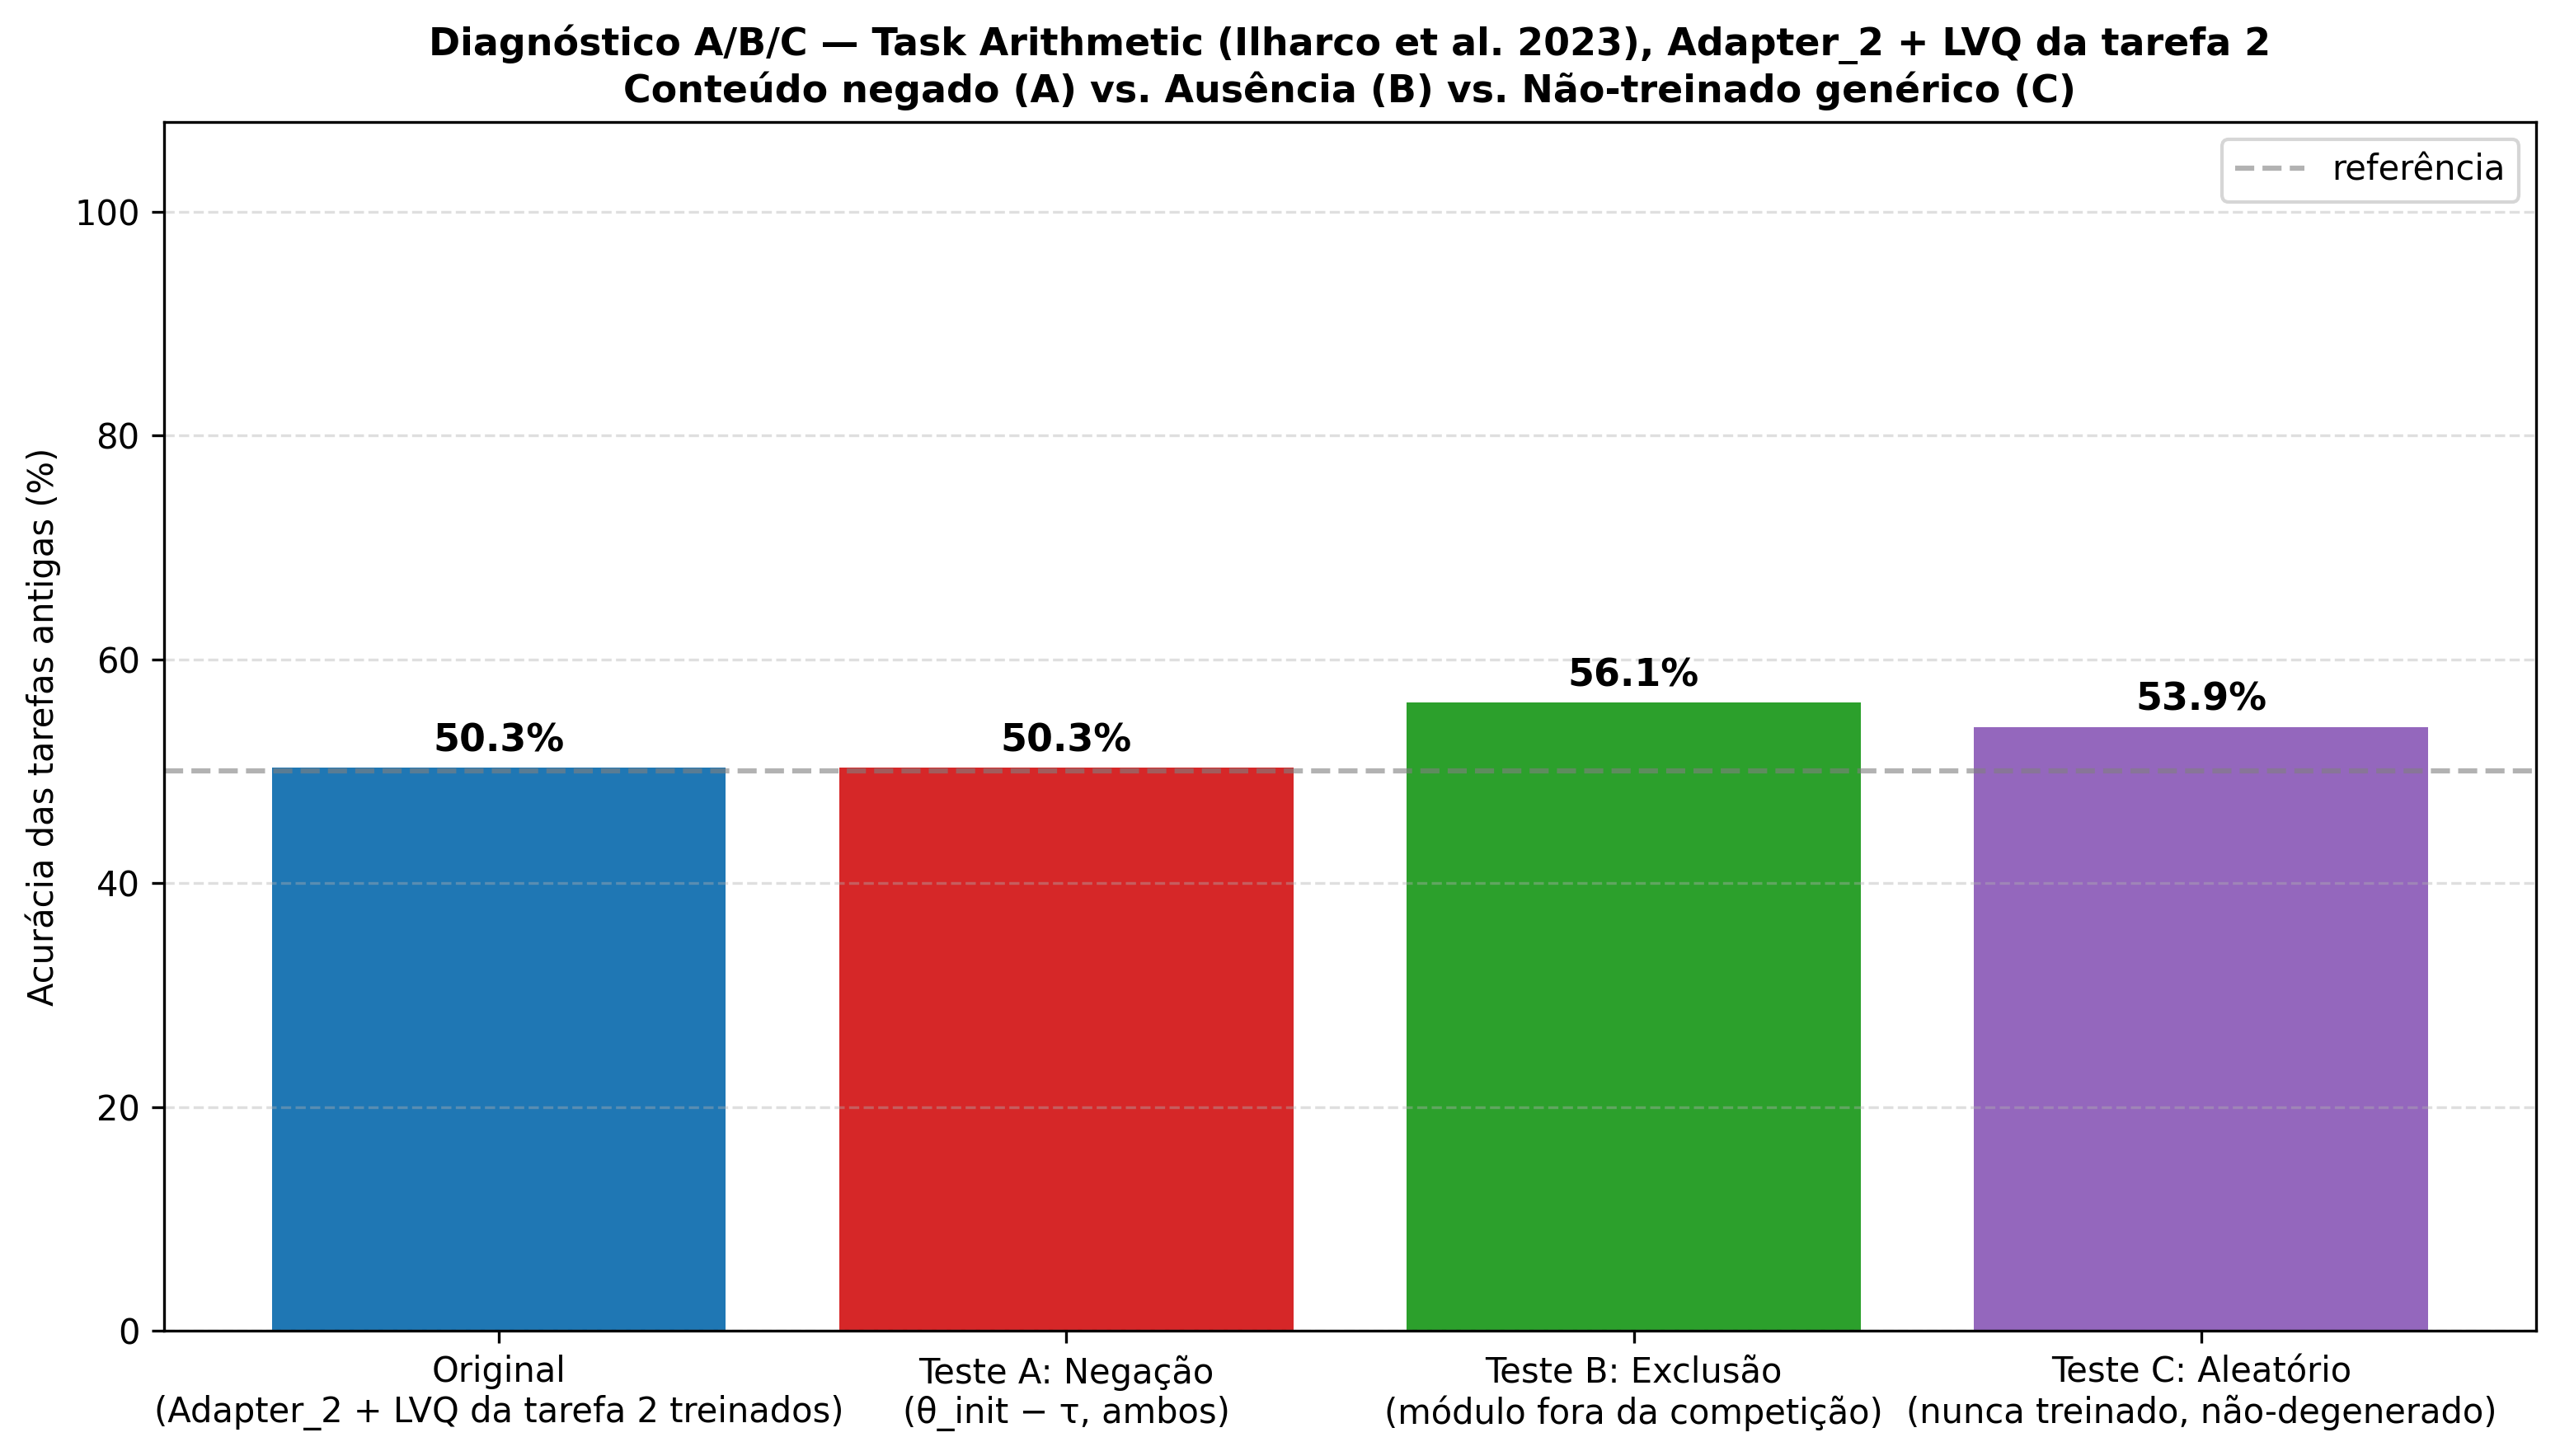 Diagnóstico A/B/C — Task Arithmetic (Ilharco et al. 2023), Adapter_2 + LVQ da tarefa 2
Conteúdo negado (A) vs. Ausência (B) vs. Não-treinado genérico (C)
referência
Acurácia das tarefas antigas (%)
100
80
60
40
20
0
50.3%
50.3%
56.1%
53.9%
Original
(Adapter_2 + LVQ da tarefa 2 treinados)
Teste A: Negação
(θ_init − τ, ambos)
Teste B: Exclusão
(módulo fora da competição)
Teste C: Aleatório
(nunca treinado, não-degenerado)